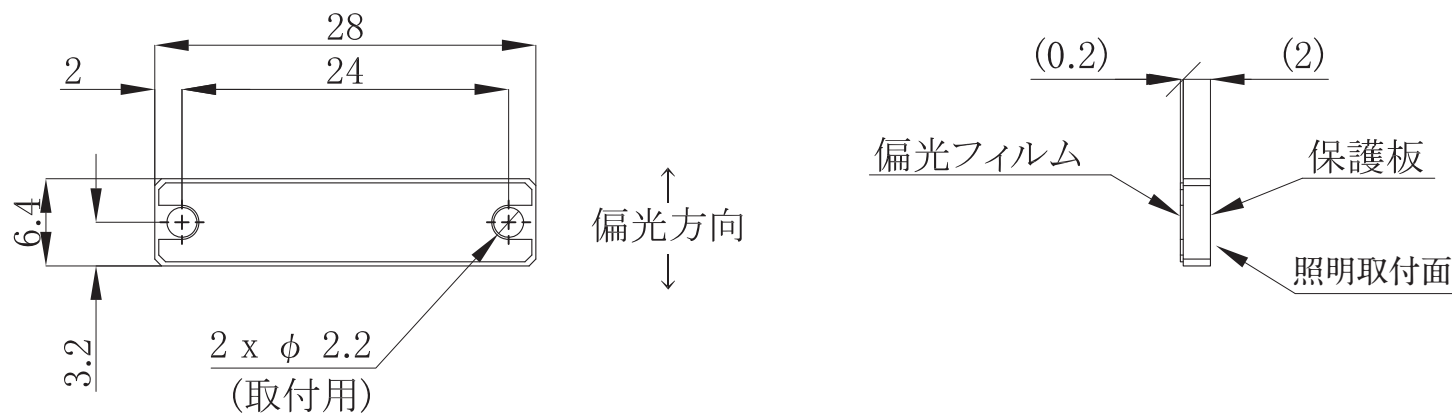 28
24
2
6.4
3.2
2 x φ 2.2
(取付用)
偏光方向
(0.2)
(2)
偏光フィルム
保護板
照明取付面